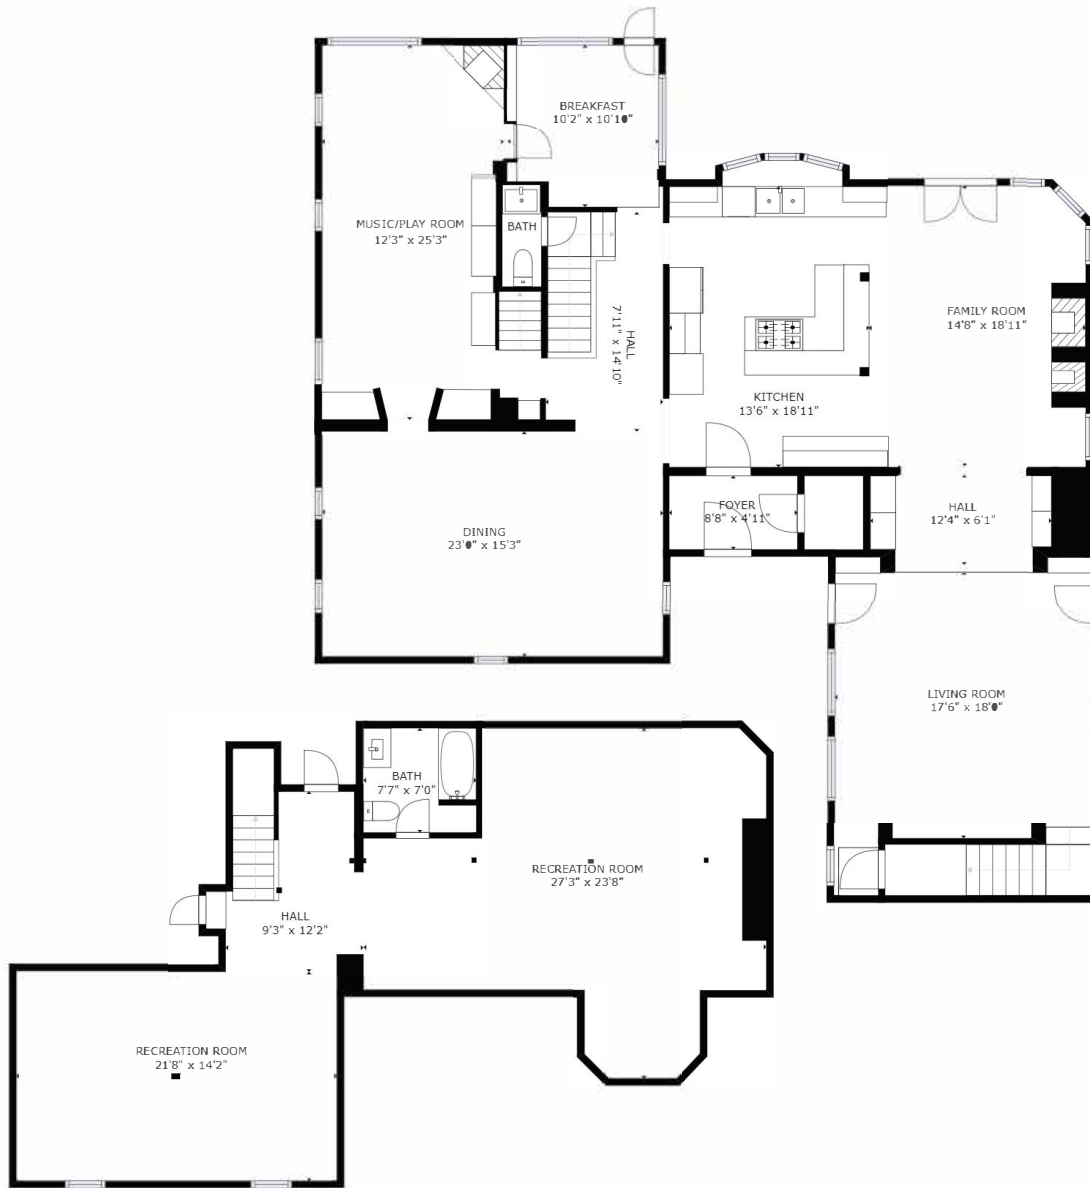 BREAKFAST
10'2" x 10'10"
MUSIC/PLAY ROOM
12'3" x 25'3"
BATH
HALL
7'11" x 14'10"
FAMILY ROOM
14'8" x 18'11"
KITCHEN
13'6" x 18'11"
FOYER
8'8" x 4'11"
HALL
12'4" x 6'1"
DINING
23'0" x 15'3"
LIVING ROOM
17'6" x 18'0"
BATH
7'7" x 7'0"
RECREATION ROOM
27'3" x 23'8"
HALL
9'3" x 12'2"
RECREATION ROOM
21'8" x 14'2"